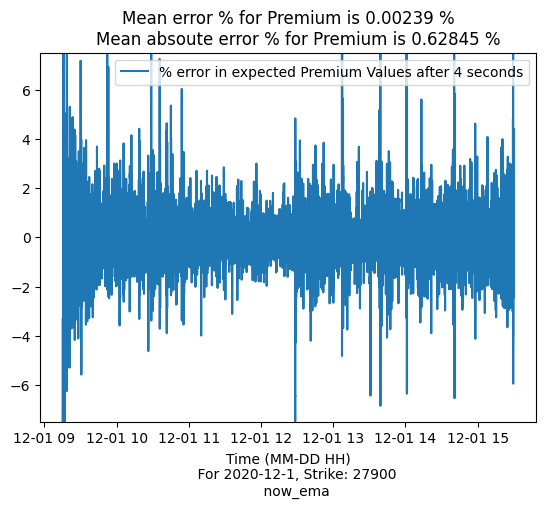 Mean error % for Premium is 0.00239 %
Mean absoute error % for Premium is 0.62845 %
% error in expected Premium Values after 4 seconds
6
4
2
0
−2
−4
−6
12-01 09 12-01 10 12-01 11 12-01 12 12-01 13 12-01 14 12-01 15
Time (MM-DD HH)
For 2020-12-1, Strike: 27900
now_ema